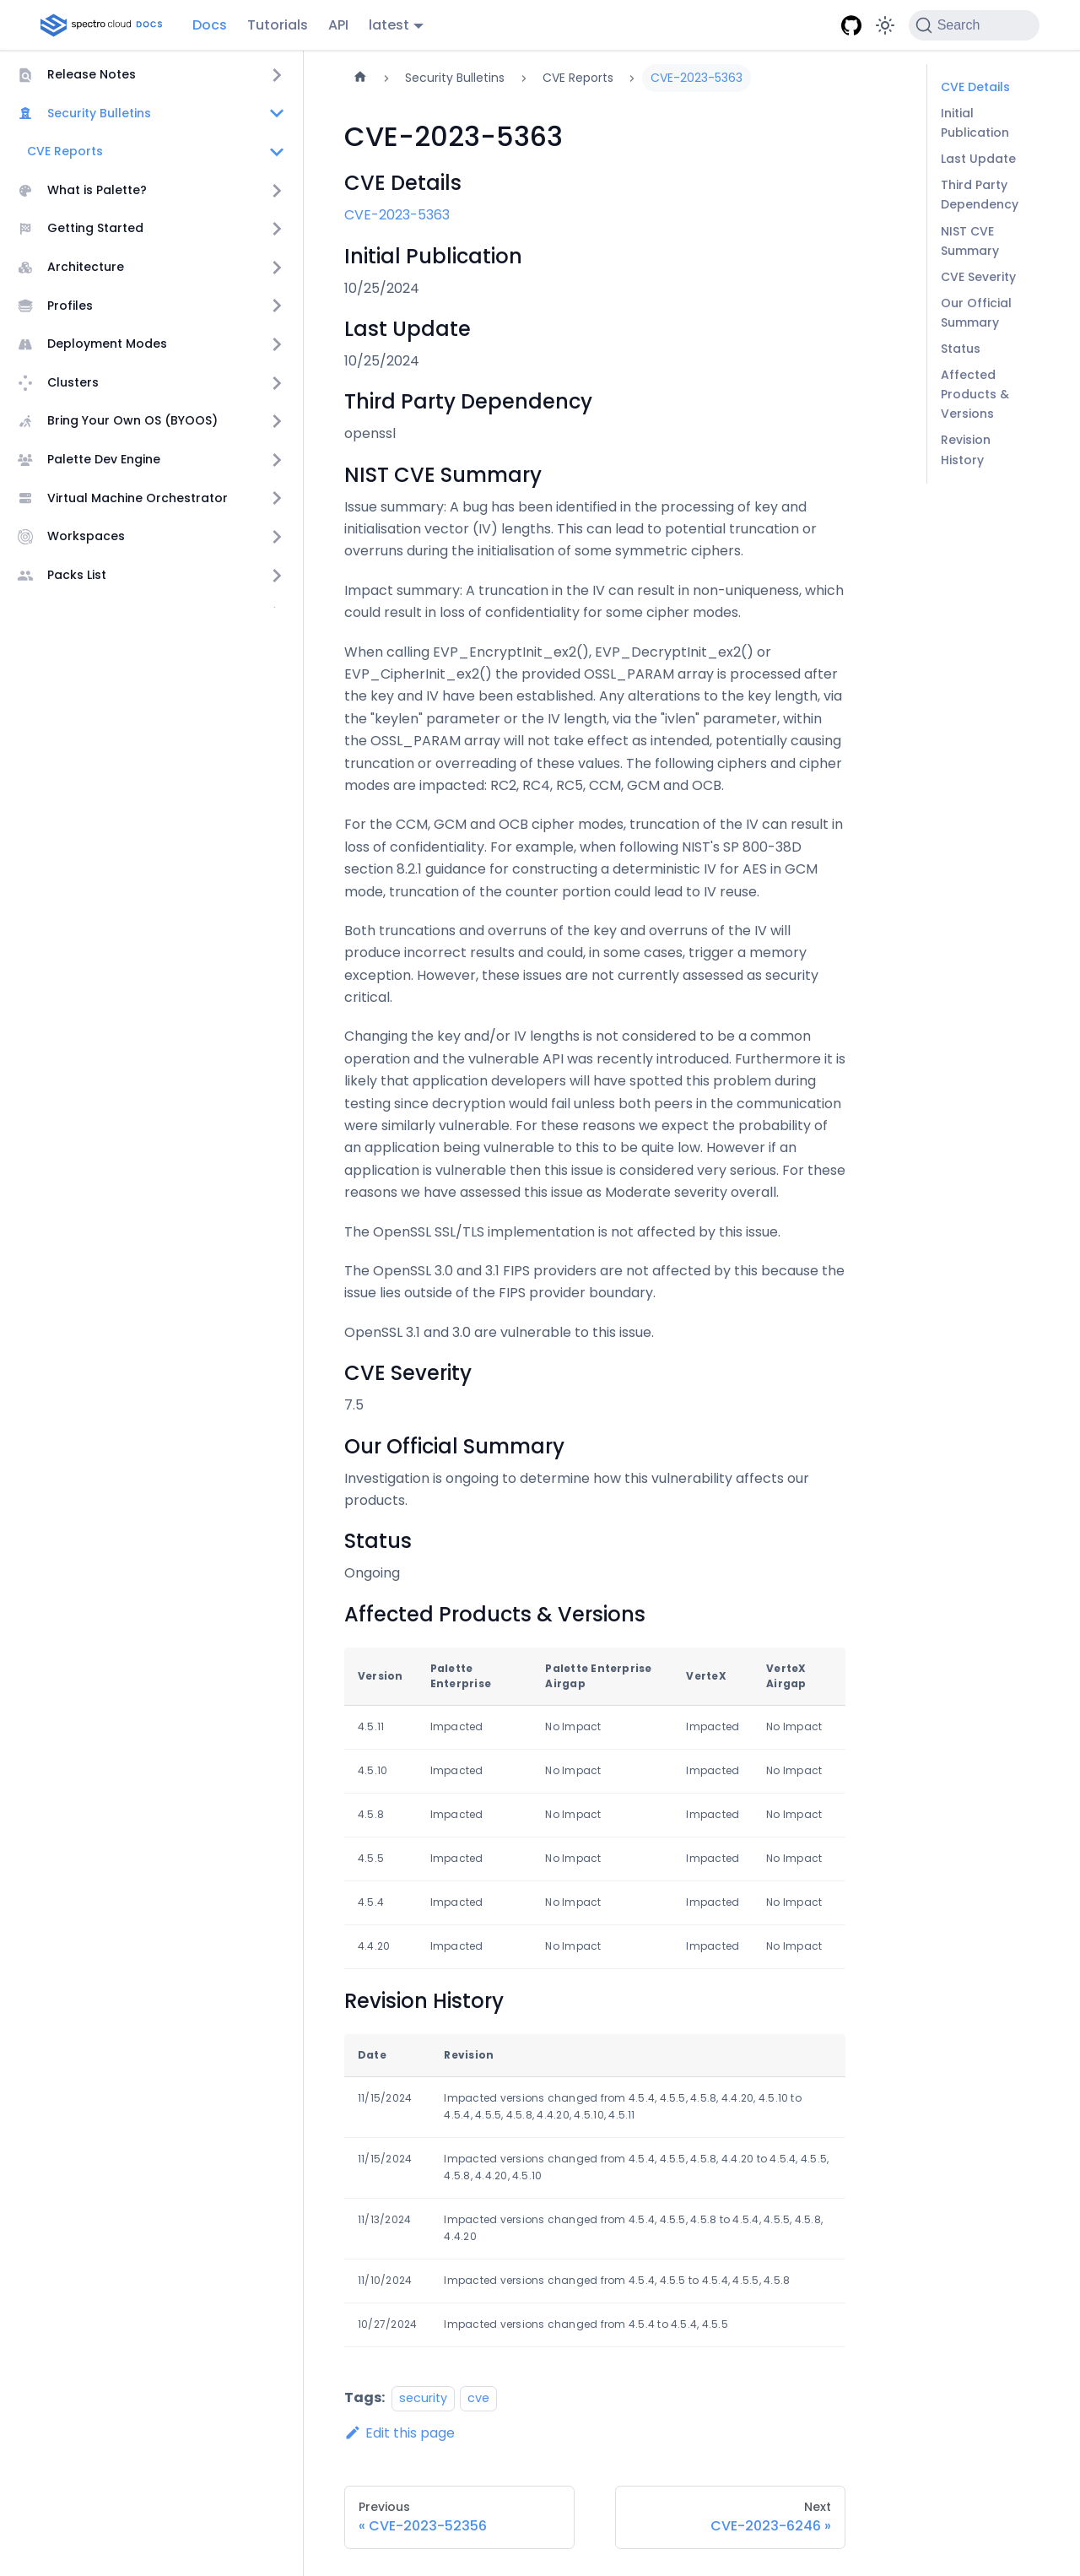 spectro cloud DOCS Docs Tutorials API latest Search
Release Notes
Security Bulletins
CVE Reports
What is Palette?
Getting Started
Architecture
Profiles
Deployment Modes
Clusters
Bring Your Own OS (BYOOS)
Palette Dev Engine
Virtual Machine Orchestrator
Workspaces
Packs List
Security Bulletins › CVE Reports › CVE-2023-5363
CVE-2023-5363
CVE Details
CVE-2023-5363
Initial Publication
10/25/2024
Last Update
10/25/2024
Third Party Dependency
openssl
NIST CVE Summary
Issue summary: A bug has been identified in the processing of key and
initialisation vector (IV) lengths. This can lead to potential truncation or
overruns during the initialisation of some symmetric ciphers.
Impact summary: A truncation in the IV can result in non-uniqueness, which
could result in loss of confidentiality for some cipher modes.
When calling EVP_EncryptInit_ex2(), EVP_DecryptInit_ex2() or
EVP_CipherInit_ex2() the provided OSSL_PARAM array is processed after
the key and IV have been established. Any alterations to the key length, via
the "keylen" parameter or the IV length, via the "ivlen" parameter, within
the OSSL_PARAM array will not take effect as intended, potentially causing
truncation or overreading of these values. The following ciphers and cipher
modes are impacted: RC2, RC4, RC5, CCM, GCM and OCB.
For the CCM, GCM and OCB cipher modes, truncation of the IV can result in
loss of confidentiality. For example, when following NIST's SP 800-38D
section 8.2.1 guidance for constructing a deterministic IV for AES in GCM
mode, truncation of the counter portion could lead to IV reuse.
Both truncations and overruns of the key and overruns of the IV will
produce incorrect results and could, in some cases, trigger a memory
exception. However, these issues are not currently assessed as security
critical.
Changing the key and/or IV lengths is not considered to be a common
operation and the vulnerable API was recently introduced. Furthermore it is
likely that application developers will have spotted this problem during
testing since decryption would fail unless both peers in the communication
were similarly vulnerable. For these reasons we expect the probability of
an application being vulnerable to this to be quite low. However if an
application is vulnerable then this issue is considered very serious. For these
reasons we have assessed this issue as Moderate severity overall.
The OpenSSL SSL/TLS implementation is not affected by this issue.
The OpenSSL 3.0 and 3.1 FIPS providers are not affected by this because the
issue lies outside of the FIPS provider boundary.
OpenSSL 3.1 and 3.0 are vulnerable to this issue.
CVE Severity
7.5
Our Official Summary
Investigation is ongoing to determine how this vulnerability affects our
products.
Status
Ongoing
Affected Products & Versions
Version Palette Enterprise Palette Enterprise Airgap VerteX VerteX Airgap
4.5.11 Impacted No Impact Impacted No Impact
4.5.10 Impacted No Impact Impacted No Impact
4.5.8 Impacted No Impact Impacted No Impact
4.5.5 Impacted No Impact Impacted No Impact
4.5.4 Impacted No Impact Impacted No Impact
4.4.20 Impacted No Impact Impacted No Impact
Revision History
Date Revision
11/15/2024 Impacted versions changed from 4.5.4, 4.5.5, 4.5.8, 4.4.20, 4.5.10 to
4.5.4, 4.5.5, 4.5.8, 4.4.20, 4.5.10, 4.5.11
11/15/2024 Impacted versions changed from 4.5.4, 4.5.5, 4.5.8, 4.4.20 to 4.5.4, 4.5.5,
4.5.8, 4.4.20, 4.5.10
11/13/2024 Impacted versions changed from 4.5.4, 4.5.5, 4.5.8 to 4.5.4, 4.5.5, 4.5.8,
4.4.20
11/10/2024 Impacted versions changed from 4.5.4, 4.5.5 to 4.5.4, 4.5.5, 4.5.8
10/27/2024 Impacted versions changed from 4.5.4 to 4.5.4, 4.5.5
Tags: security cve
Edit this page
Previous
« CVE-2023-52356
Next
CVE-2023-6246 »
CVE Details
Initial
Publication
Last Update
Third Party
Dependency
NIST CVE
Summary
CVE Severity
Our Official
Summary
Status
Affected
Products &
Versions
Revision
History